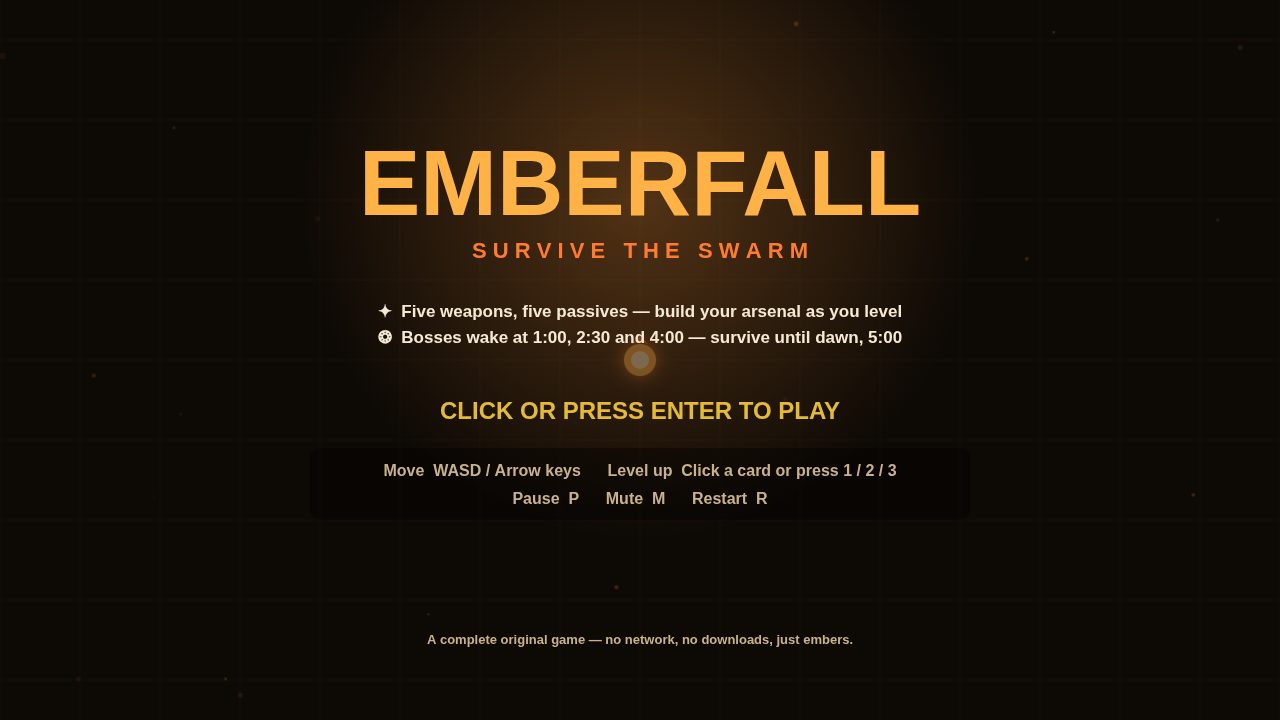 EMBERFALL
SURVIVE THE SWARM
✦ Five weapons, five passives — build your arsenal as you level
❂ Bosses wake at 1:00, 2:30 and 4:00 — survive until dawn, 5:00
CLICK OR PRESS ENTER TO PLAY
Move WASD / Arrow keys Level up Click a card or press 1 / 2 / 3
Pause P Mute M Restart R
A complete original game — no network, no downloads, just embers.